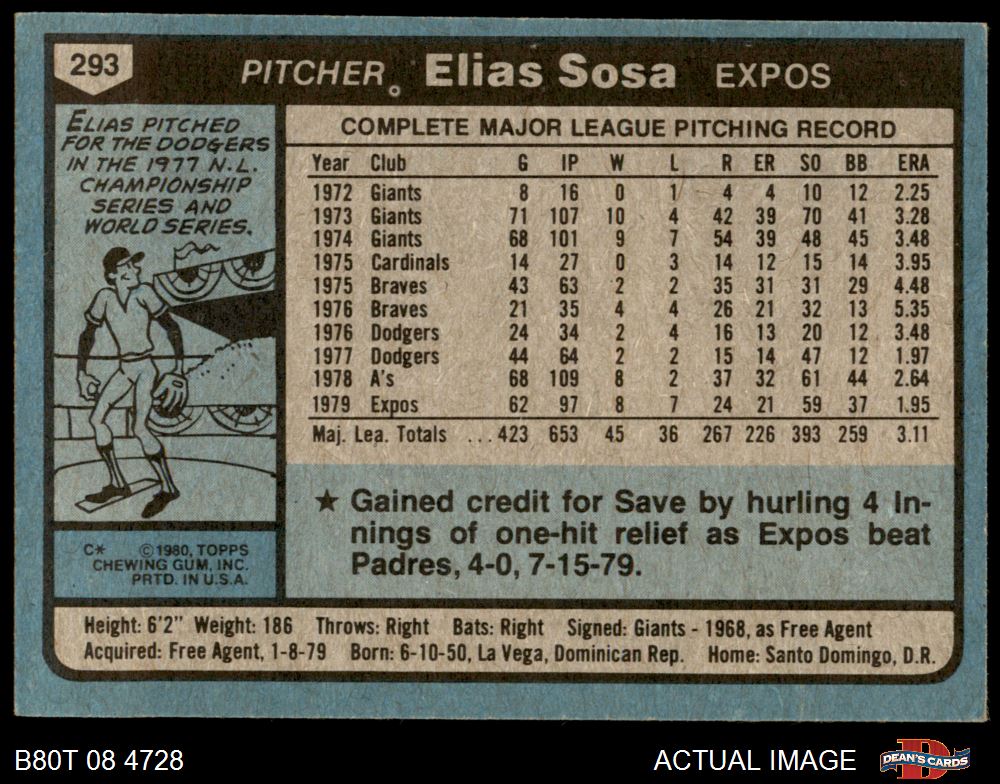 293
PITCHER Elias Sosa EXPOS
ELIAS PITCHED
FOR THE DODGERS
IN THE 1977 N.L.
CHAMPIONSHIP
SERIES AND
WORLD SERIES.
COMPLETE MAJOR LEAGUE PITCHING RECORD
Year Club G IP W L R ER SO BB ERA
1972 Giants 8 16 0 1 4 4 10 12 2.25
1973 Giants 71 107 10 4 42 39 70 41 3.28
1974 Giants 68 101 9 7 54 39 48 45 3.48
1975 Cardinals 14 27 0 3 14 12 15 14 3.95
1975 Braves 43 63 2 2 35 31 31 29 4.48
1976 Braves 21 35 4 4 26 21 32 13 5.35
1976 Dodgers 24 34 2 4 16 13 20 12 3.48
1977 Dodgers 44 64 2 2 15 14 47 12 1.97
1978 A's 68 109 8 2 37 32 61 44 2.64
1979 Expos 62 97 8 7 24 21 59 37 1.95
Maj. Lea. Totals ...423 653 45 36 267 226 393 259 3.11
★ Gained credit for Save by hurling 4 In-
nings of one-hit relief as Expos beat
Padres, 4-0, 7-15-79.
C* ©1980, TOPPS
CHEWING GUM, INC.
PRTD. IN U.S.A.
Height: 6'2" Weight: 186 Throws: Right Bats: Right Signed: Giants - 1968, as Free Agent
Acquired: Free Agent, 1-8-79 Born: 6-10-50, La Vega, Dominican Rep. Home: Santo Domingo, D.R.
B80T 08 4728
ACTUAL IMAGE
D
DEAN'S CARDS